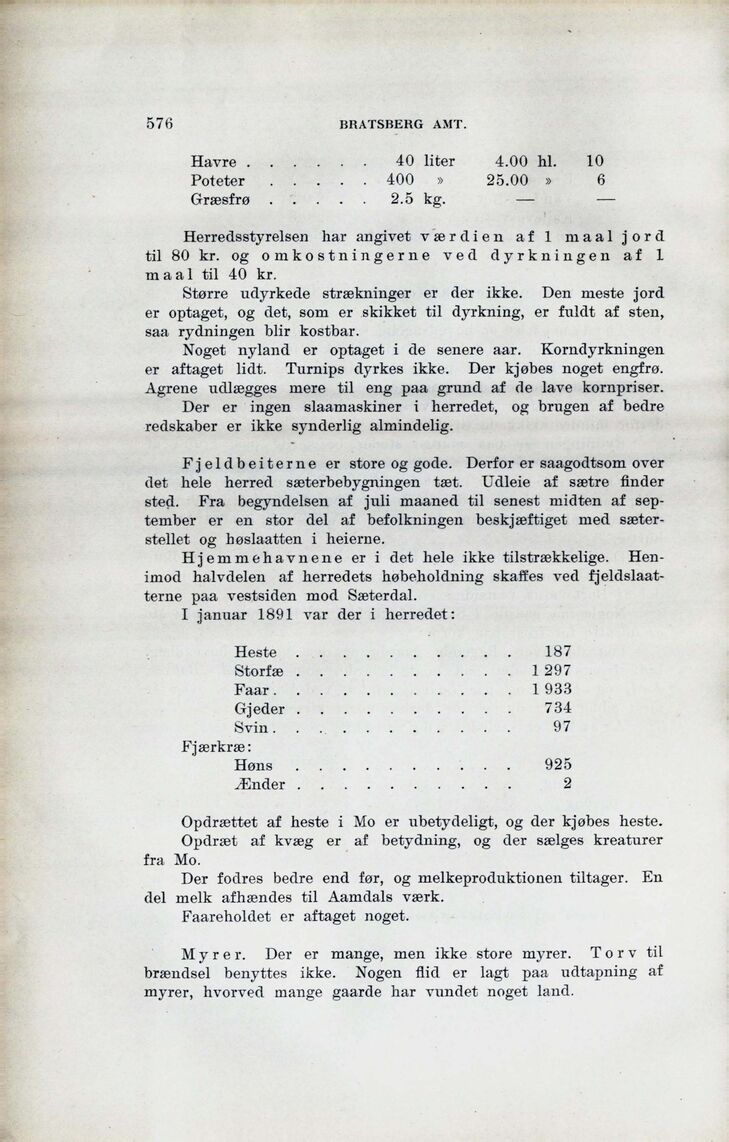 576 BRATSBERG AMT.
Havre . . . . . . 40 liter 4.00 hl. 10
Poteter . . . . . 400 » 25.00 » 6
Græsfrø . . . . . 2.5 kg. — —
Herredsstyrelsen har angivet værdien af 1 maal jord
til 80 kr. og omkostningerne ved dyrkningen af 1
maal til 40 kr.
Større udyrkede strækninger er der ikke. Den meste jord
er optaget, og det, som er skikket til dyrkning, er fuldt af sten,
saa rydningen blir kostbar.
Noget nyland er optaget i de senere aar. Korndyrkningen
er aftaget lidt. Turnips dyrkes ikke. Der kjøbes noget engfrø.
Agrene udlægges mere til eng paa grund af de lave kornpriser.
Der er ingen slaamaskiner i herredet, og brugen af bedre
redskaber er ikke synderlig almindelig.
Fjeldbeiterne er store og gode. Derfor er saagodtsom over
det hele herred sæterbebygningen tæt. Udleie af sætre finder
sted. Fra begyndelsen af juli maaned til senest midten af sep-
tember er en stor del af befolkningen beskjæftiget med sæter-
stellet og høslaatten i heierne.
Hjemmehavnene er i det hele ikke tilstrækkelige. Hen-
imod halvdelen af herredets høbeholdning skaffes ved fjeldslaat-
terne paa vestsiden mod Sæterdal.
I januar 1891 var der i herredet:
Heste . . . . . . . . . . 187
Storfæ . . . . . . . . . . 1 297
Faar . . . . . . . . . . . 1 933
Gjeder . . . . . . . . . . 734
Svin . . . . . . . . . . . 97
Fjærkræ:
Høns . . . . . . . . . . 925
Ænder . . . . . . . . . . 2
Opdrættet af heste i Mo er ubetydeligt, og der kjøbes heste.
Opdræt af kvæg er af betydning, og der sælges kreaturer
fra Mo.
Der fodres bedre end før, og melkeproduktionen tiltager. En
del melk afhændes til Aamdals værk.
Faareholdet er aftaget noget.
Myrer. Der er mange, men ikke store myrer. Torv til
brændsel benyttes ikke. Nogen flid er lagt paa udtapning af
myrer, hvorved mange gaarde har vundet noget land.